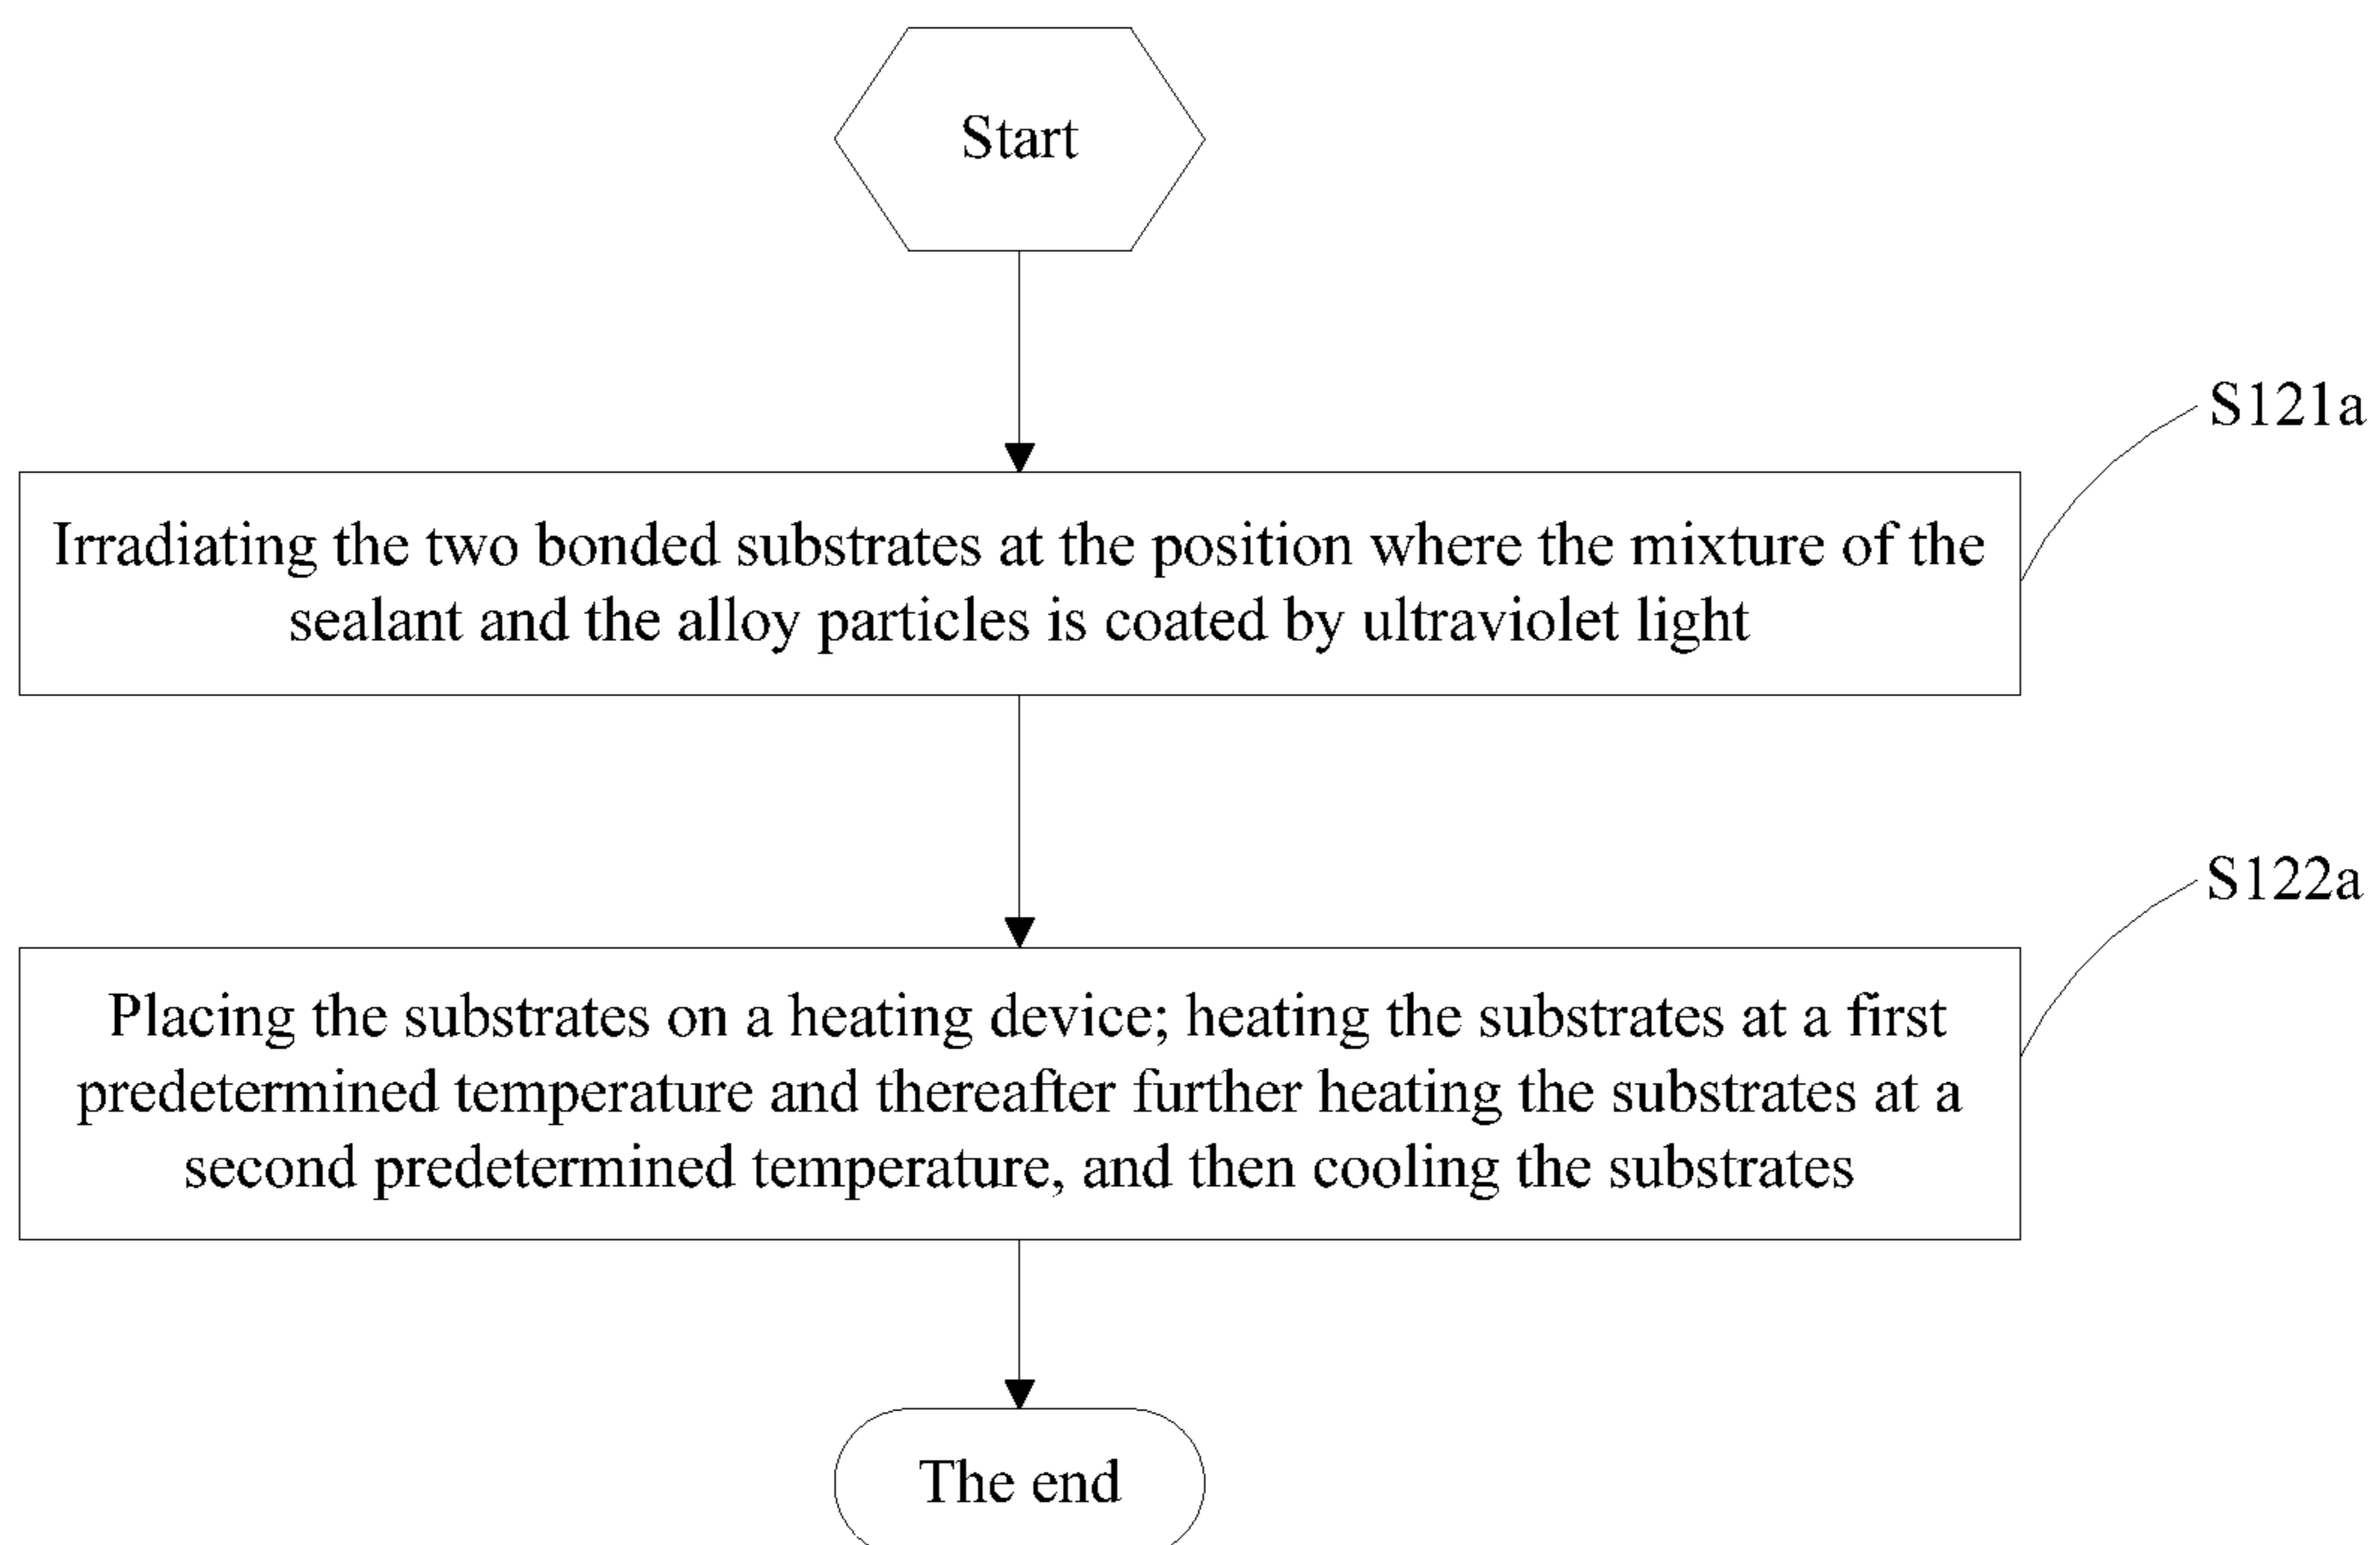 Start
S121a
Irradiating the two bonded substrates at the position where the mixture of the
sealant and the alloy particles is coated by ultraviolet light
S122a
Placing the substrates on a heating device; heating the substrates at a first
predetermined temperature and thereafter further heating the substrates at a
second predetermined temperature, and then cooling the substrates
The end